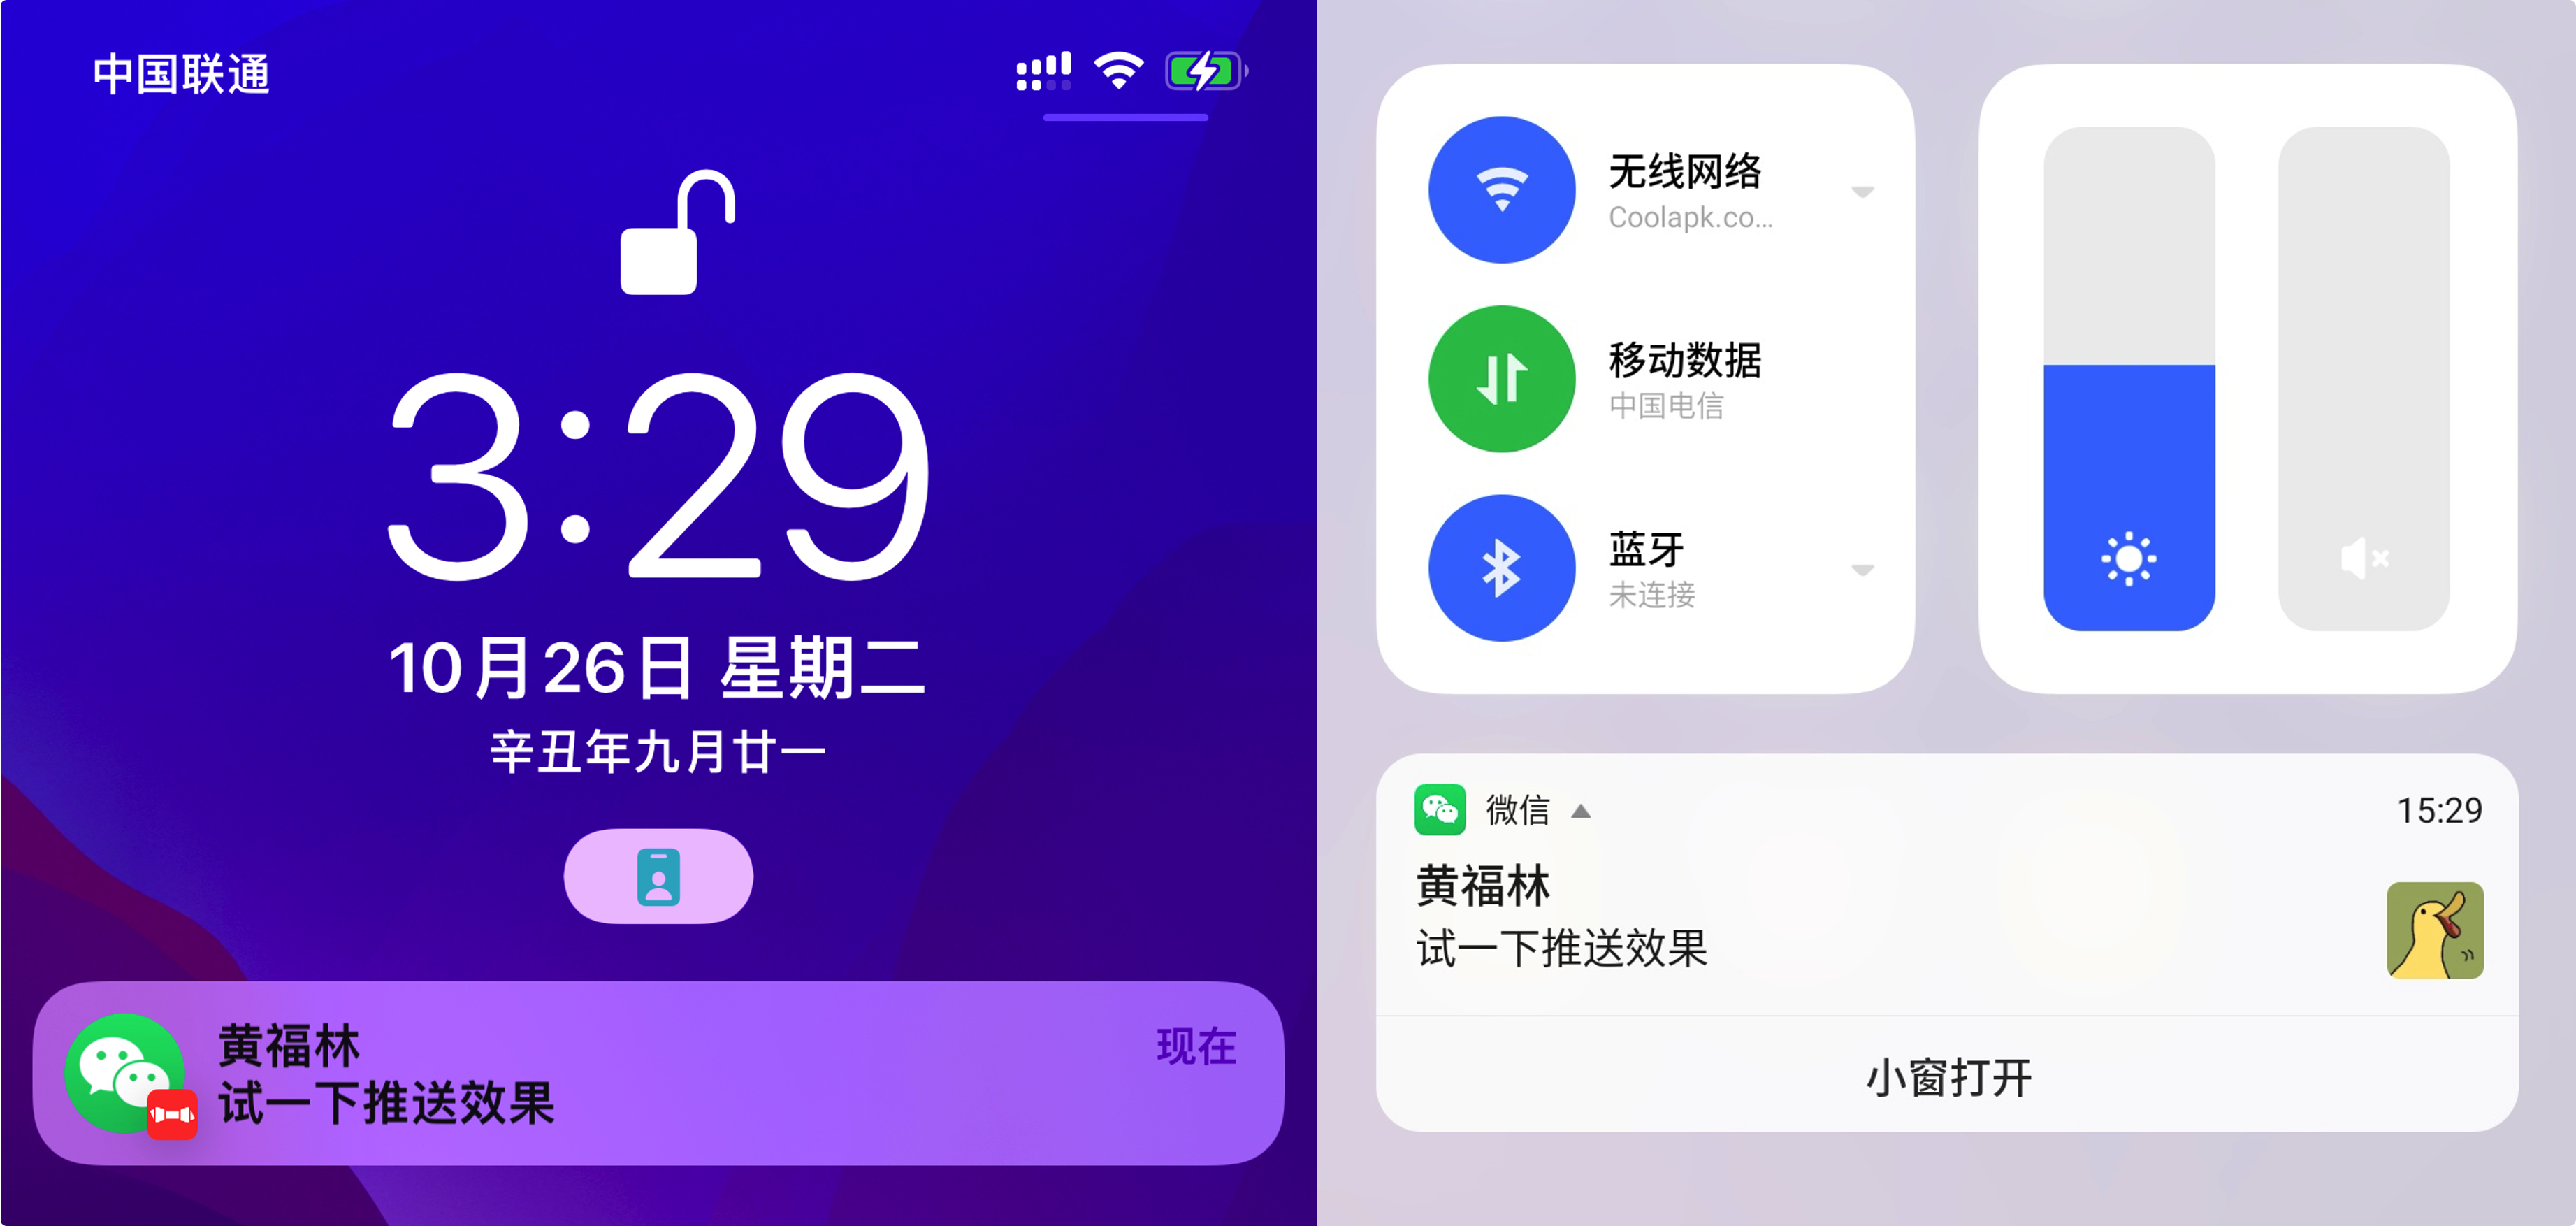 中国联通
3:29
10月26日 星期二
辛丑年九月廿一
黄福林
现在
试一下推送效果
无线网络
Coolapk.co...
移动数据
中国电信
蓝牙
未连接
微信
15:29
黄福林
试一下推送效果
小窗打开